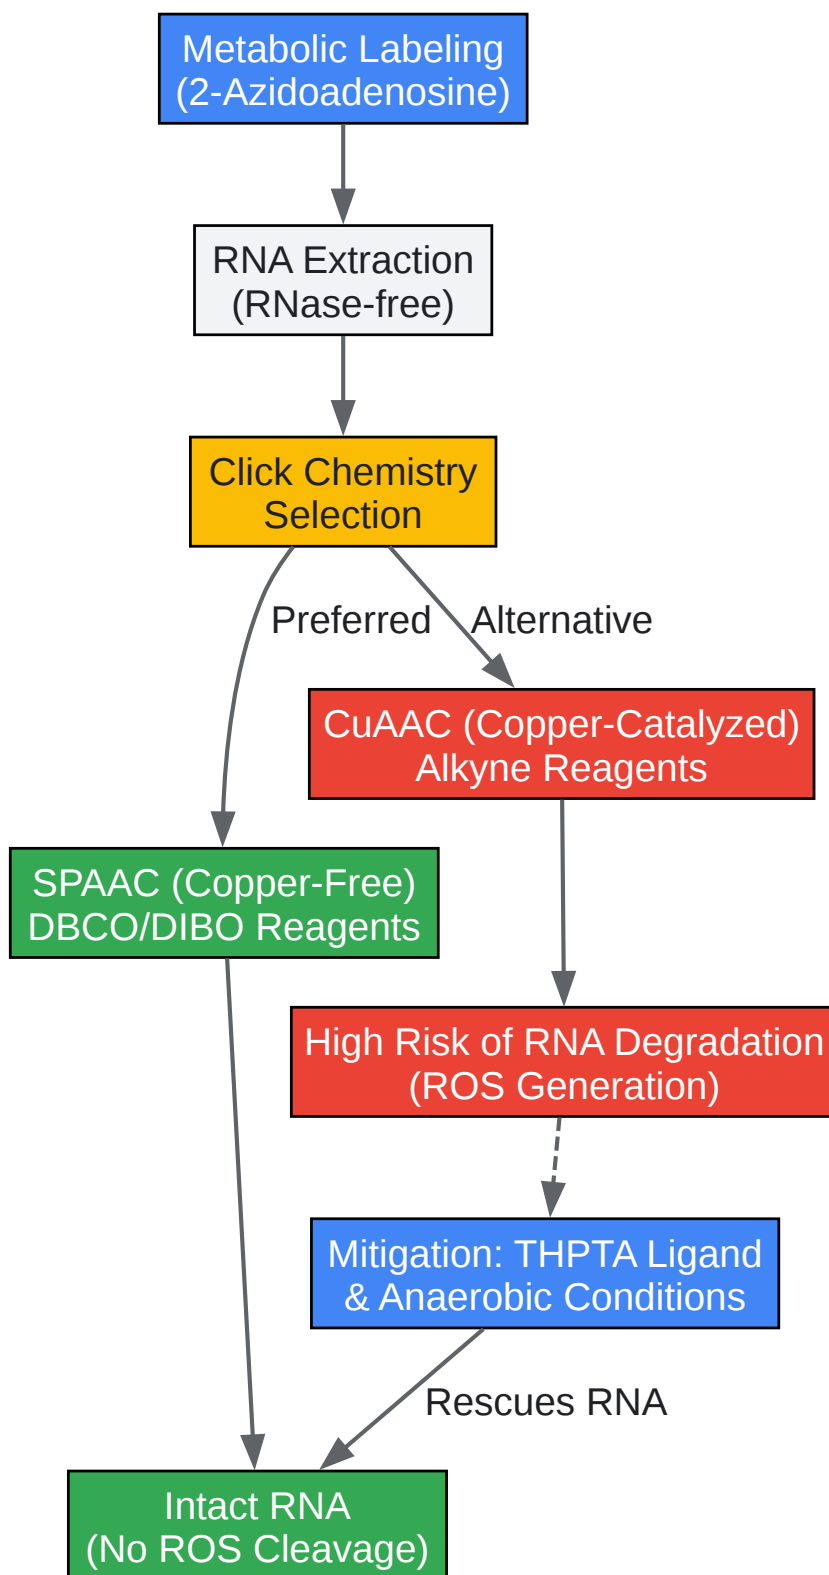 Metabolic Labeling
(2-Azidoadenosine)
RNA Extraction
(RNase-free)
Click Chemistry
Selection
Preferred
Alternative
CuAAC (Copper-Catalyzed)
Alkyne Reagents
SPAAC (Copper-Free)
DBCO/DIBO Reagents
High Risk of RNA Degradation
(ROS Generation)
Mitigation: THPTA Ligand
& Anaerobic Conditions
Rescues RNA
Intact RNA
(No ROS Cleavage)